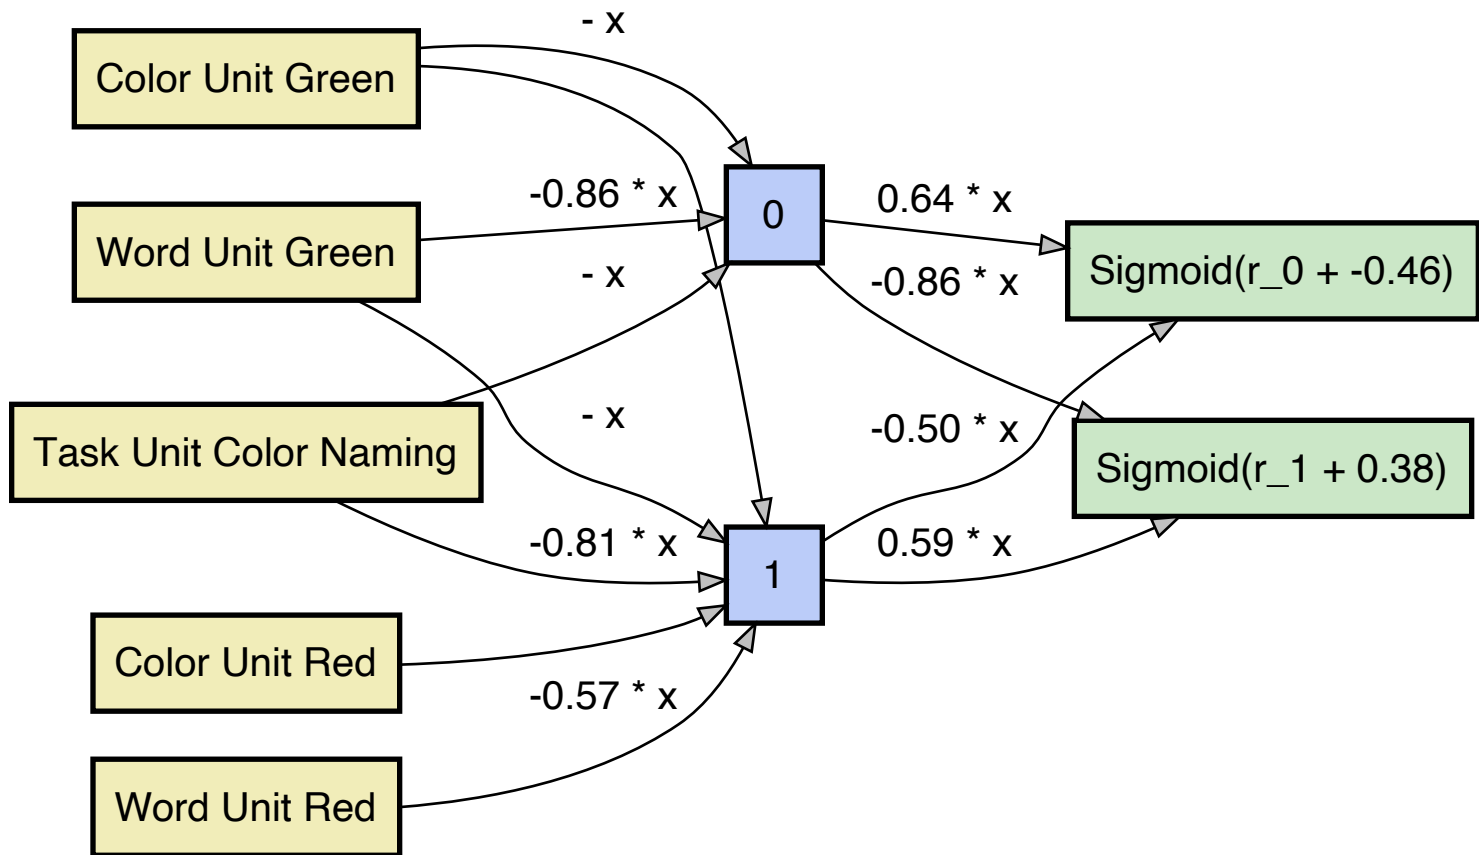 - x
Color Unit Green
-0.86 * x
0
0.64 * x
Word Unit Green
- x
-0.86 * x
Sigmoid(r_0 + -0.46)
- x
-0.50 * x
Task Unit Color Naming
Sigmoid(r_1 + 0.38)
-0.81 * x
1
0.59 * x
Color Unit Red
-0.57 * x
Word Unit Red